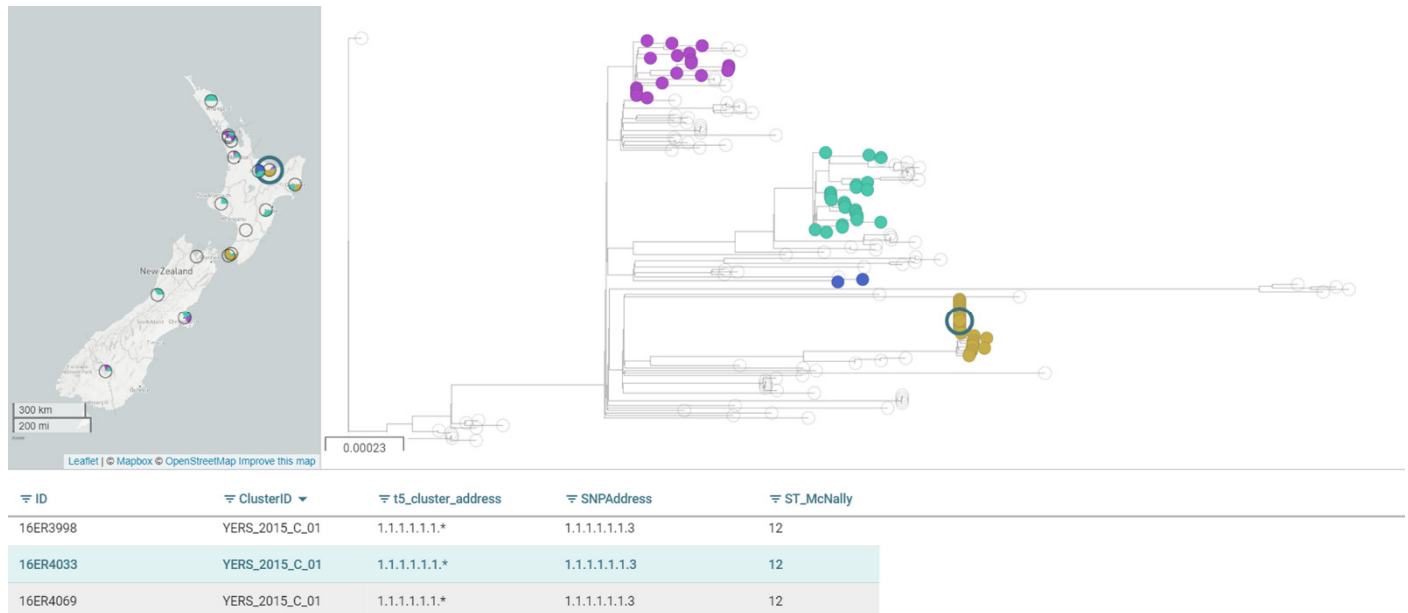 New Zealand
300 km
200 mi
Leaflet | © Mapbox © OpenStreetMap Improve this map
0.00023
ID ClusterID t5_cluster_address SNPAddress ST_McNally
16ER3998 YERS_2015_C_01 1.1.1.1.1.1.* 1.1.1.1.1.1.3 12
16ER4033 YERS_2015_C_01 1.1.1.1.1.1.* 1.1.1.1.1.1.3 12
16ER4069 YERS_2015_C_01 1.1.1.1.1.1.* 1.1.1.1.1.1.3 12